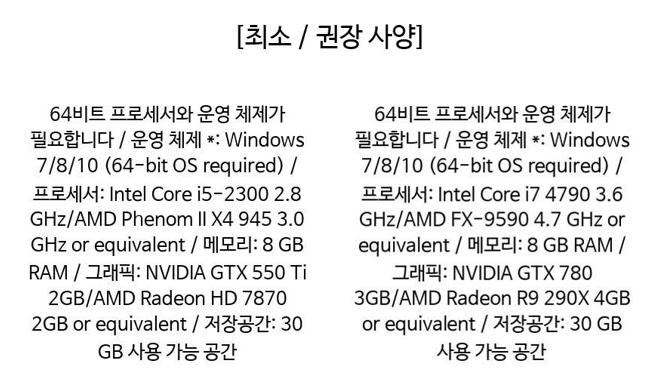 [최소 / 권장 사양]
64비트 프로세서와 운영 체제가
필요합니다 / 운영 체제 *: Windows
7/8/10 (64-bit OS required) /
프로세서: Intel Core i5-2300 2.8
GHz/AMD Phenom II X4 945 3.0
GHz or equivalent / 메모리: 8 GB
RAM / 그래픽: NVIDIA GTX 550 Ti
2GB/AMD Radeon HD 7870
2GB or equivalent / 저장공간: 30
GB 사용 가능 공간
64비트 프로세서와 운영 체제가
필요합니다 / 운영 체제 *: Windows
7/8/10 (64-bit OS required) /
프로세서: Intel Core i7 4790 3.6
GHz/AMD FX-9590 4.7 GHz or
equivalent / 메모리: 8 GB RAM /
그래픽: NVIDIA GTX 780
3GB/AMD Radeon R9 290X 4GB
or equivalent / 저장공간: 30 GB
사용 가능 공간